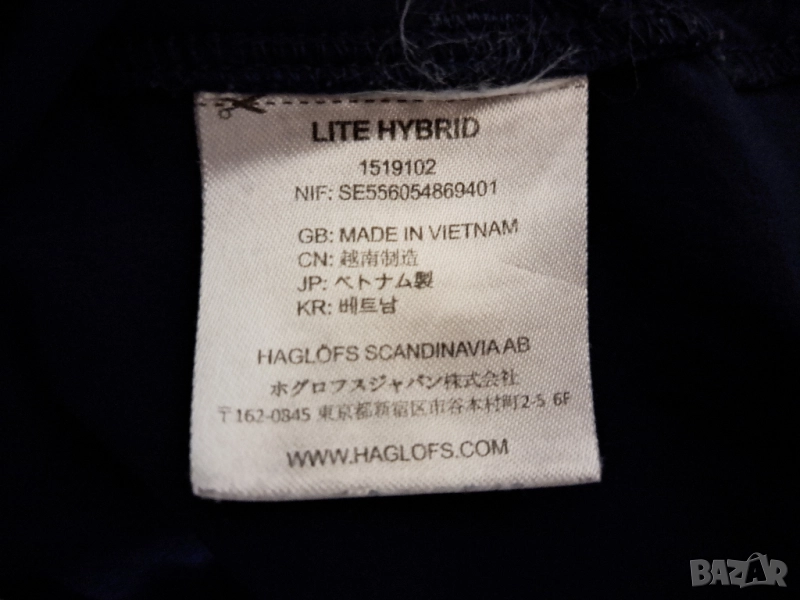 LITE HYBRID
1519102
NIF: SE556054869401
GB: MADE IN VIETNAM
CN: 越南制造
JP: ベトナム製
KR: 베트남
HAGLÖFS SCANDINAVIA AB
ホグロフスジャパン株式会社
〒162-0845 東京都新宿区市谷本村町2-5 6F
WWW.HAGLOFS.COM
BAZAR